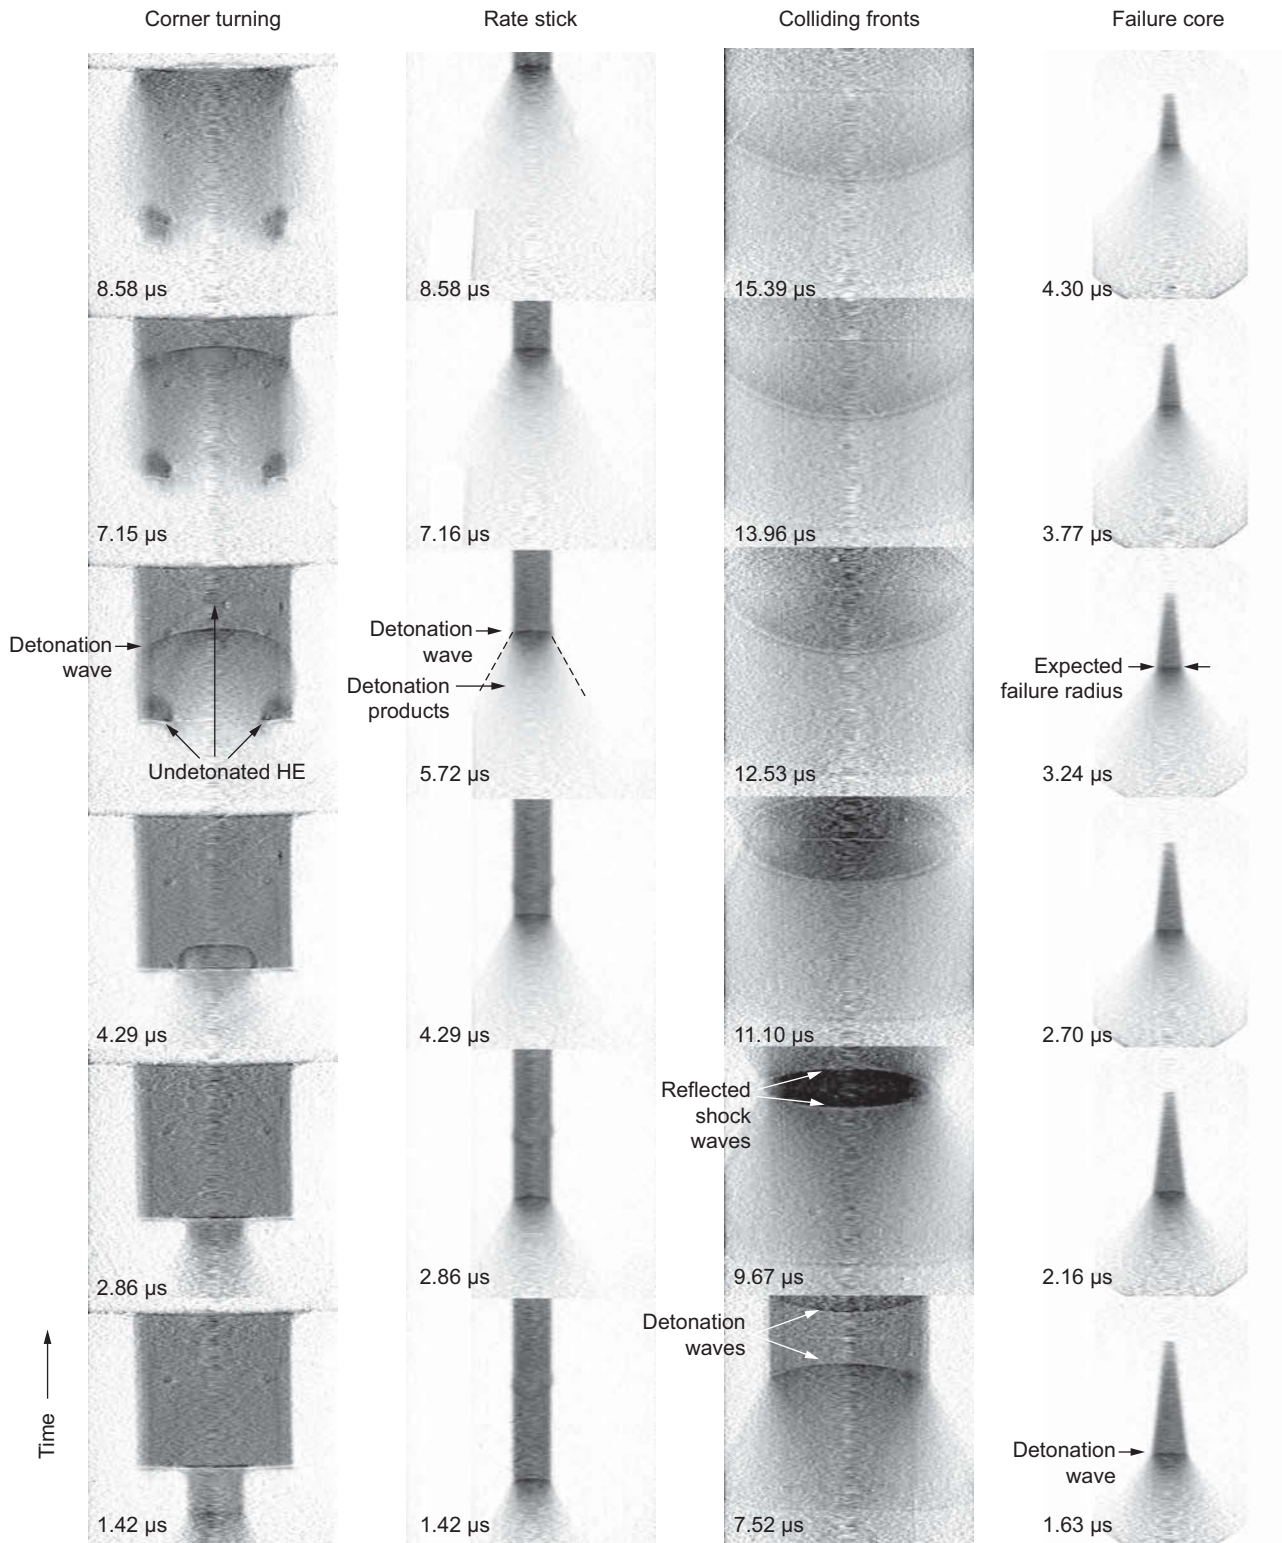 Corner turning
Rate stick
Colliding fronts
Failure core
8.58 µs
8.58 µs
15.39 µs
4.30 µs
7.15 µs
7.16 µs
13.96 µs
3.77 µs
Detonation
wave
Undetonated HE
Detonation
wave
Detonation
products
5.72 µs
12.53 µs
Expected
failure radius
3.24 µs
4.29 µs
4.29 µs
11.10 µs
2.70 µs
2.86 µs
2.86 µs
Reflected
shock
waves
9.67 µs
2.16 µs
Time
1.42 µs
1.42 µs
Detonation
waves
7.52 µs
Detonation
wave
1.63 µs